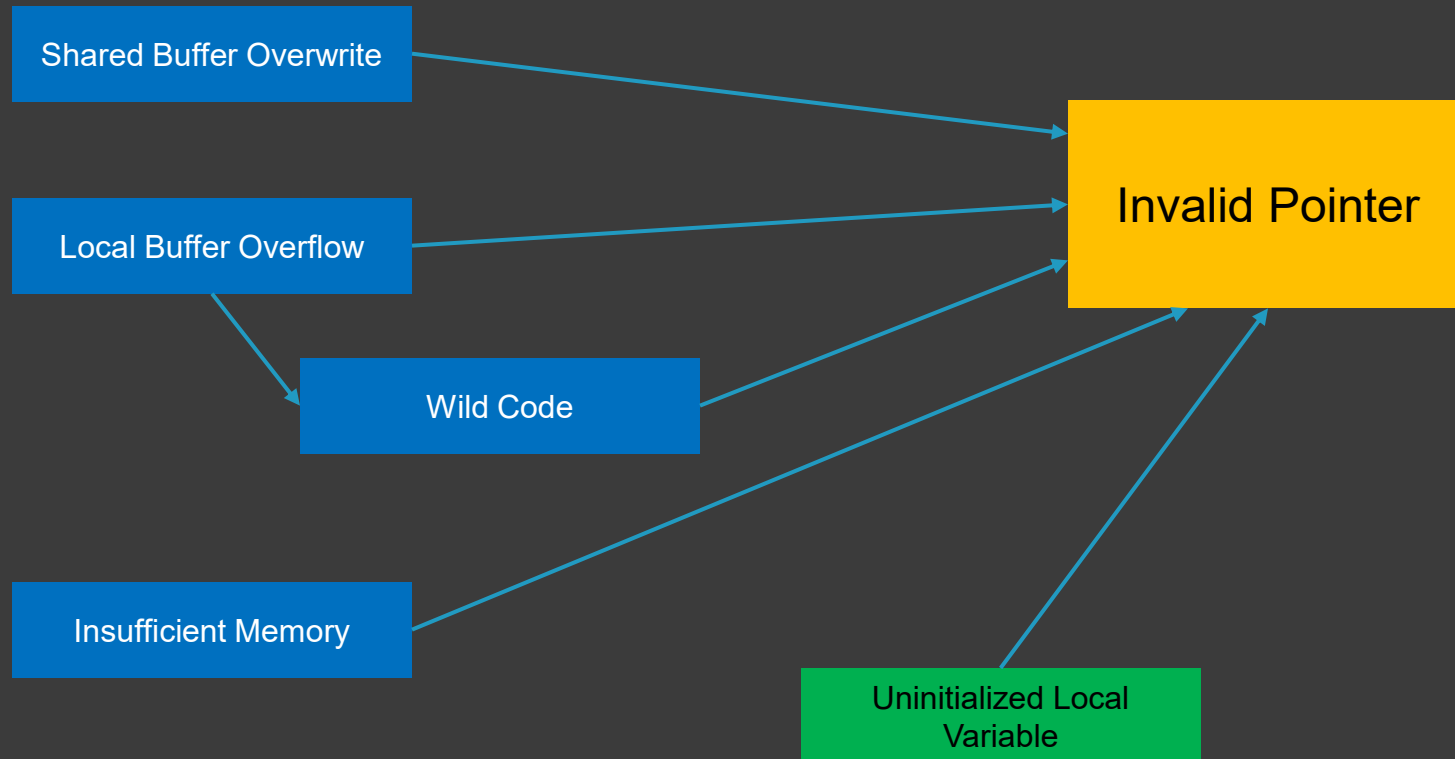 Shared Buffer Overwrite
Invalid Pointer
Local Buffer Overflow
Wild Code
Insufficient Memory
Uninitialized Local
Variable